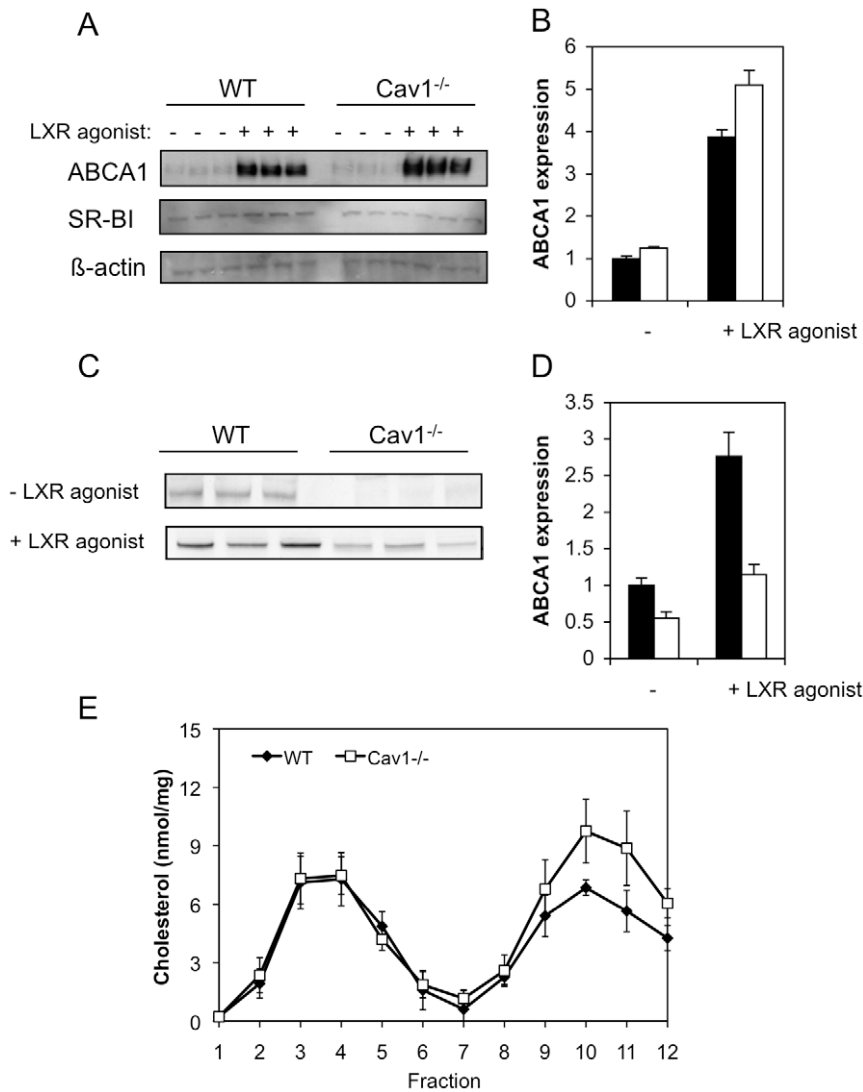 A
WT Cav1-/-
LXR agonist: - - - + + + - - - + + +
ABCA1
SR-BI
ß-actin
B
ABCA1 expression
6
5
4
3
2
1
0
- + LXR agonist
C
WT Cav1-/-
- LXR agonist
+ LXR agonist
D
ABCA1 expression
3.5
3
2.5
2
1.5
1
0.5
0
- + LXR agonist
E
Cholesterol (nmol/mg)
15
12
9
6
3
0
WT Cav1-/-
1 2 3 4 5 6 7 8 9 10 11 12
Fraction